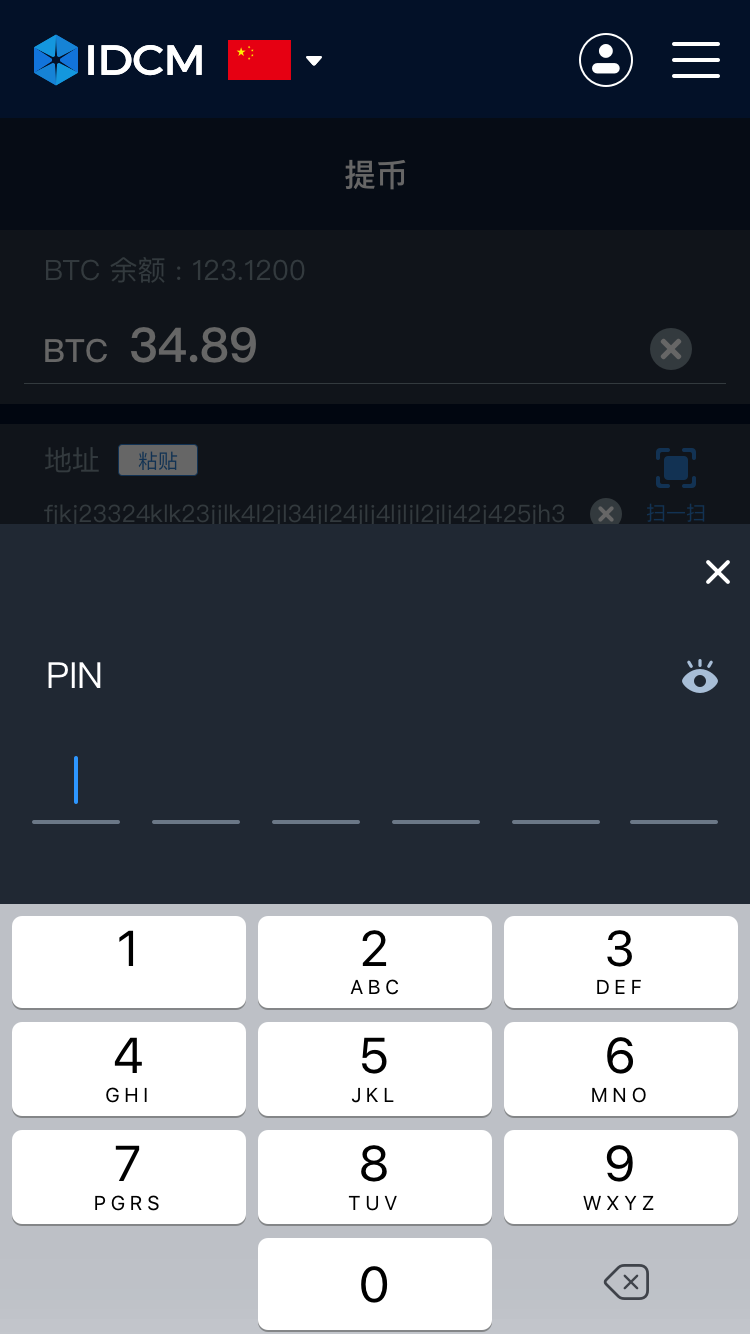 IDCM
提币
BTC 余额：123.1200
BTC 34.89
地址 粘贴
fjkj23324klk23jjlk4l2jl34jl24jlj4ljljl2jlj42j425jh3 扫一扫
PIN
1 2 3
ABC DEF
4 5 6
GHI JKL MNO
7 8 9
PGRS TUV WXYZ
0